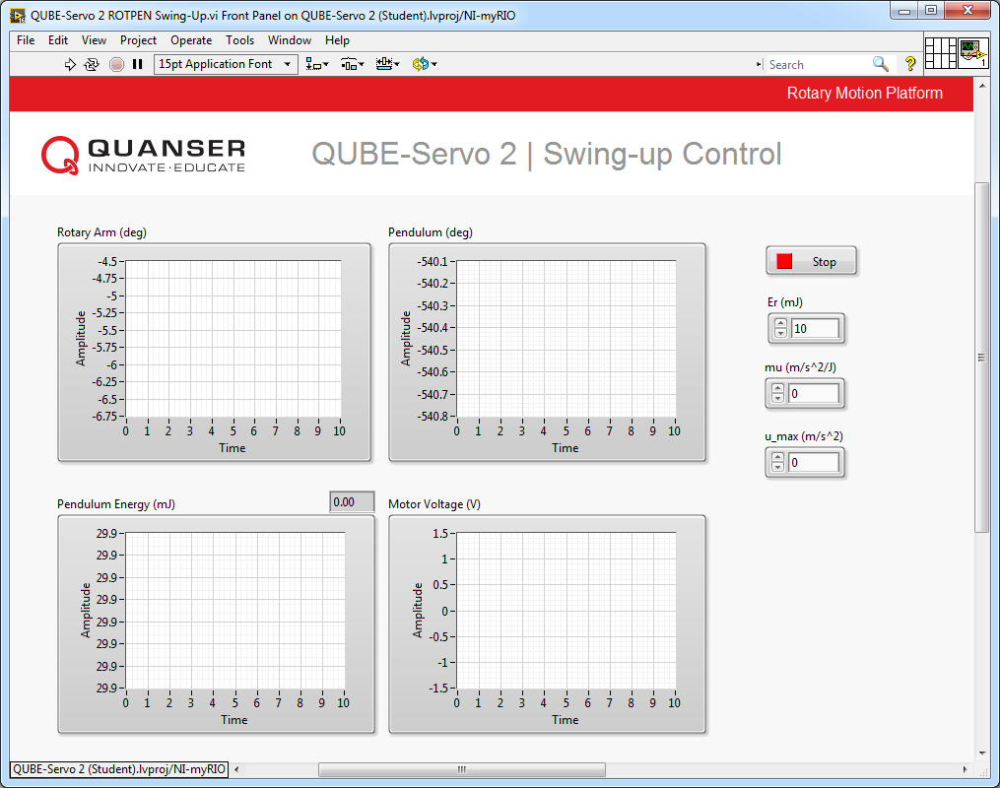 QUBE-Servo 2 ROTPEN Swing-Up.vi Front Panel on QUBE-Servo 2 (Student).lvproj/NI-myRIO
File Edit View Project Operate Tools Window Help
15pt Application Font
Search
?
1
Rotary Motion Platform
QUANSER
INNOVATE·EDUCATE
QUBE-Servo 2 | Swing-up Control
Rotary Arm (deg)
-4.5
-4.75
-5
-5.25
-5.5
-5.75
-6
-6.25
-6.5
-6.75
Amplitude
0 1 2 3 4 5 6 7 8 9 10
Time
Pendulum (deg)
-540.1
-540.2
-540.3
-540.4
-540.5
-540.6
-540.7
-540.8
Amplitude
0 1 2 3 4 5 6 7 8 9 10
Time
Stop
Er (mJ)
10
mu (m/s^2/J)
0
u_max (m/s^2)
0
Pendulum Energy (mJ)
0.00
29.9
29.9
29.9
29.9
29.9
29.9
29.9
29.9
Amplitude
0 1 2 3 4 5 6 7 8 9 10
Time
Motor Voltage (V)
1.5
1
0.5
0
-0.5
-1
-1.5
Amplitude
0 1 2 3 4 5 6 7 8 9 10
Time
QUBE-Servo 2 (Student).lvproj/NI-myRIO